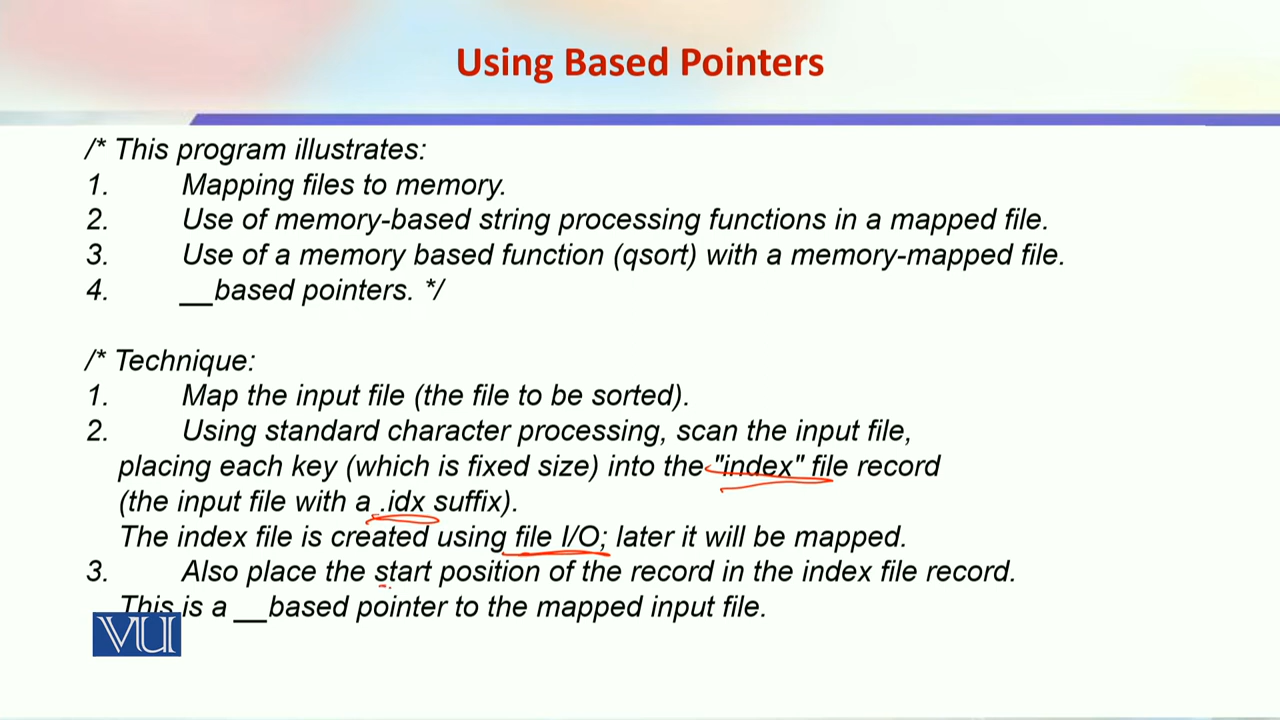 Using Based Pointers
/* This program illustrates:
1. Mapping files to memory.
2. Use of memory-based string processing functions in a mapped file.
3. Use of a memory based function (qsort) with a memory-mapped file.
4. __based pointers. */
/* Technique:
1. Map the input file (the file to be sorted).
2. Using standard character processing, scan the input file,
placing each key (which is fixed size) into the "index" file record
(the input file with a .idx suffix).
The index file is created using file I/O; later it will be mapped.
3. Also place the start position of the record in the index file record.
This is a __based pointer to the mapped input file.
VU